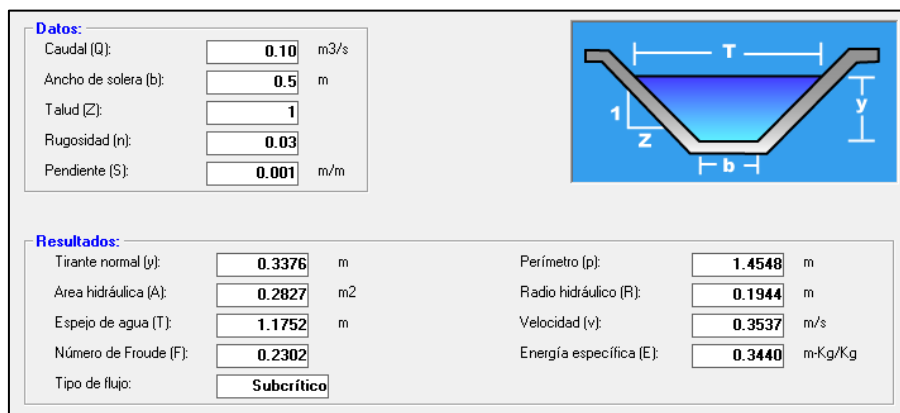 Datos:
Caudal (Q): 0.10 m3/s
Ancho de solera (b): 0.5 m
Talud (Z): 1
Rugosidad (n): 0.03
Pendiente (S): 0.001 m/m
T
1
Z
b
y
Resultados:
Tirante normal (y): 0.3376 m Perímetro (p): 1.4548 m
Area hidráulica (A): 0.2827 m2 Radio hidráulico (R): 0.1944 m
Espejo de agua (T): 1.1752 m Velocidad (v): 0.3537 m/s
Número de Froude (F): 0.2302 Energía específica (E): 0.3440 m-Kg/Kg
Tipo de flujo: Subcrítico